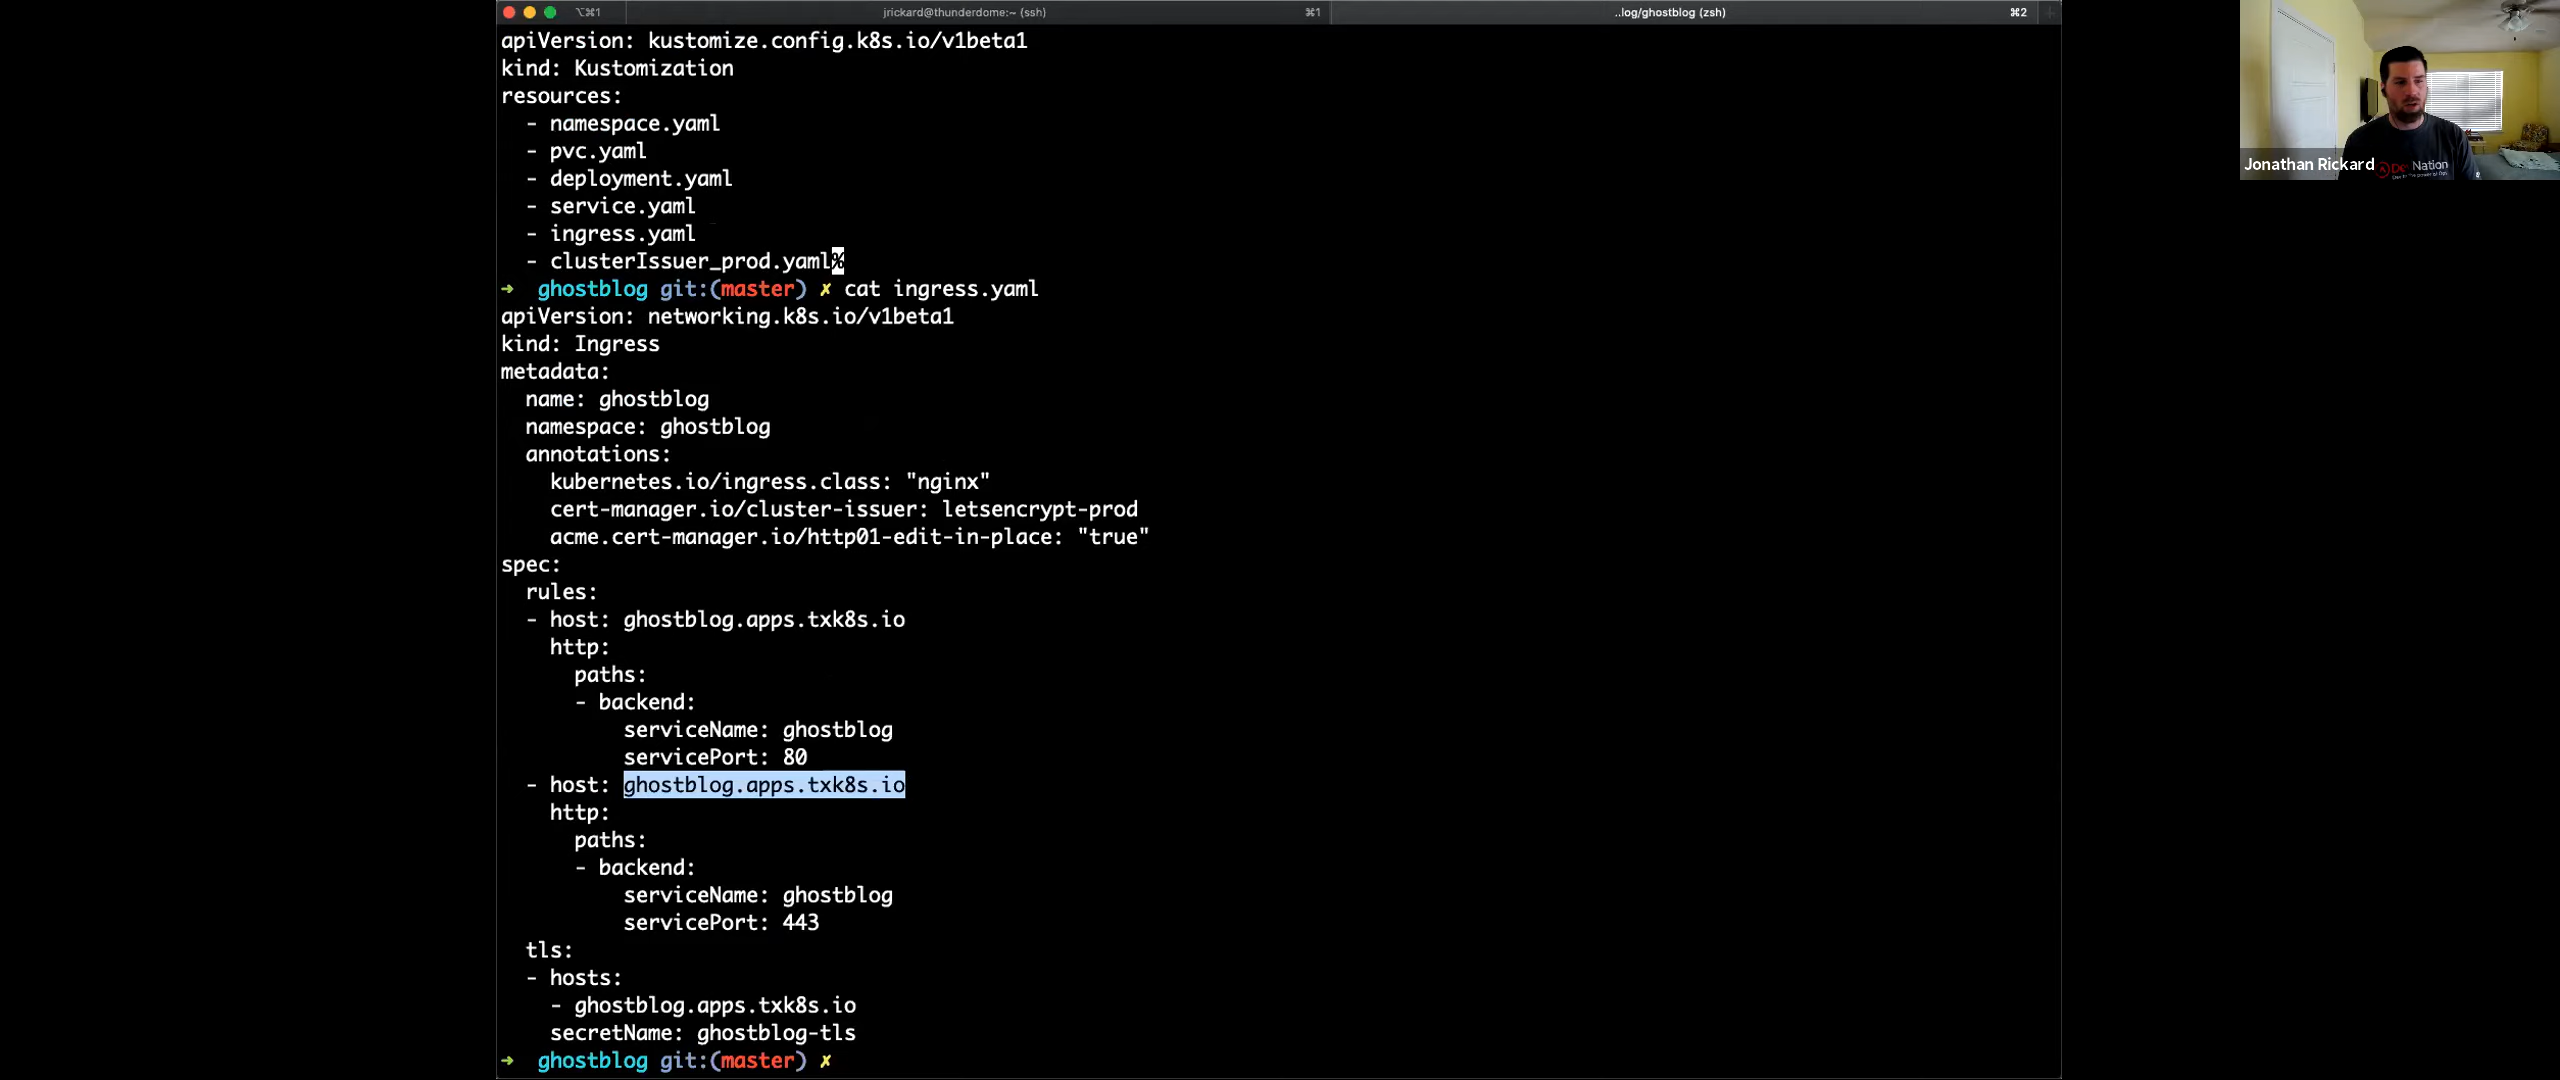 ⌥⌘1
jrickard@thunderdome:~ (ssh)
⌘1
..log/ghostblog (zsh)
⌘2
apiVersion: kustomize.config.k8s.io/v1beta1
kind: Kustomization
resources:
  - namespace.yaml
  - pvc.yaml
  - deployment.yaml
  - service.yaml
  - ingress.yaml
  - clusterIssuer_prod.yaml%
➜  ghostblog git:(master) ✗ cat ingress.yaml
apiVersion: networking.k8s.io/v1beta1
kind: Ingress
metadata:
  name: ghostblog
  namespace: ghostblog
  annotations:
    kubernetes.io/ingress.class: "nginx"
    cert-manager.io/cluster-issuer: letsencrypt-prod
    acme.cert-manager.io/http01-edit-in-place: "true"
spec:
  rules:
  - host: ghostblog.apps.txk8s.io
    http:
      paths:
      - backend:
          serviceName: ghostblog
          servicePort: 80
  - host: ghostblog.apps.txk8s.io
    http:
      paths:
      - backend:
          serviceName: ghostblog
          servicePort: 443
  tls:
  - hosts:
    - ghostblog.apps.txk8s.io
    secretName: ghostblog-tls
➜  ghostblog git:(master) ✗
Jonathan Rickard
Nation